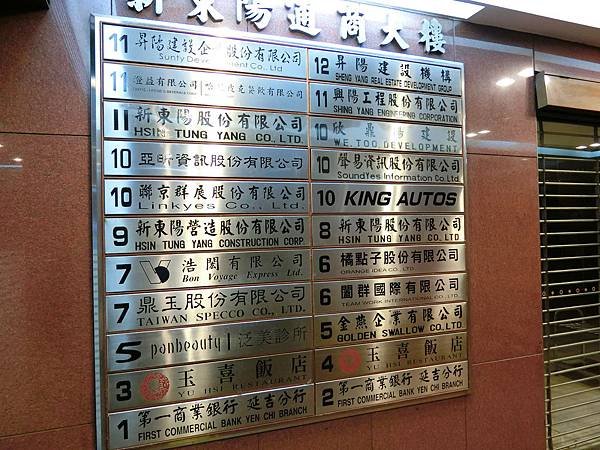 新東陽通商大樓
11 昇陽建設企業股份有限公司
Sunty Development Co., Ltd
11 澄益有限公司
11 新東陽股份有限公司
HSIN TUNG YANG CO., LTD.
10 亞昕資訊股份有限公司
10 聯京群展股份有限公司
Linkyes Co., Ltd.
9 新東陽營造股份有限公司
HSIN TUNG YANG CONSTRUCTION CORP.
7 浩閎有限公司
Bon Voyage Express Ltd.
7 鼎玉股份有限公司
TAIWAN SPECCO CO., LTD.
5 panbeauty | 泛美診所
3 玉喜飯店
YU HSI RESTAURANT
1 第一商業銀行 延吉分行
FIRST COMMERCIAL BANK YEN CHI BRANCH
12 昇陽建設機構
SHENG YANG REAL ESTATE DEVELOPMENT GROUP
11 興陽工程股份有限公司
SHING YANG ENGINEERING CORPORATION
10 欣鼎陽建設
WE. TOO DEVELOPMENT
10 聲易資訊股份有限公司
SoundYes Information Co. Ltd.
10 KING AUTOS
8 新東陽股份有限公司
HSIN TUNG YANG CO., LTD.
6 橘點子股份有限公司
ORANGE IDEA CO., LTD.
6 闔群國際有限公司
TEAM WORK INTERNATIONAL CO., LTD
5 金燕企業有限公司
GOLDEN SWALLOW CO.LTD
4 玉喜飯店
YU HSI RESTAURANT
2 第一商業銀行 延吉分行
FIRST COMMERCIAL BANK YEN CHI BRANCH